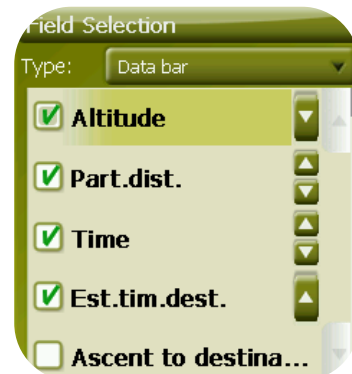 Field Selection
Type: Data bar
Altitude
Part.dist.
Time
Est.tim.dest.
Ascent to destina...